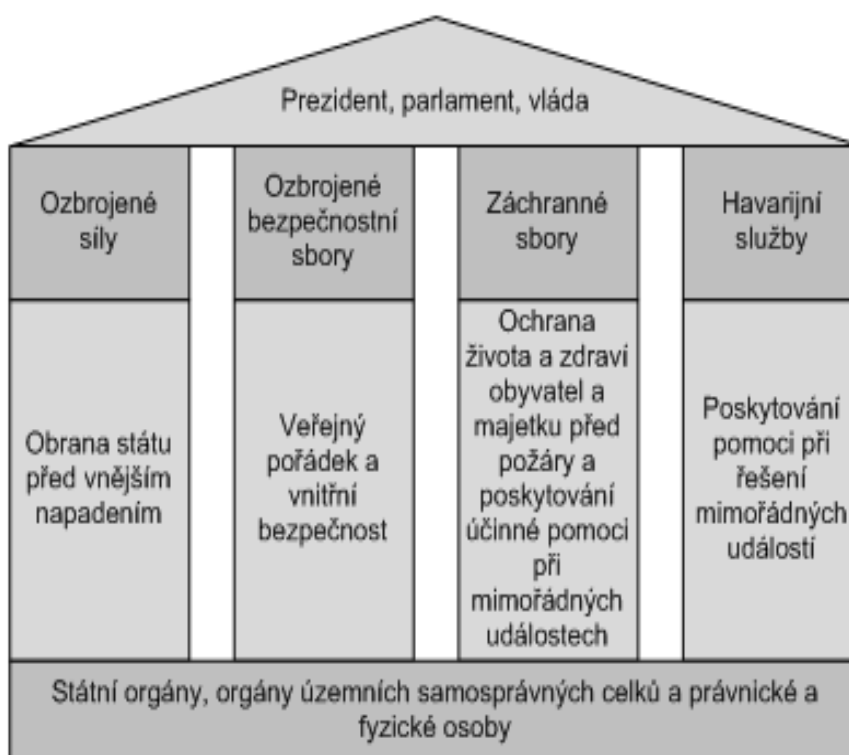 Prezident, parlament, vláda
Ozbrojené
síly
Ozbrojené
bezpečnostní
sbory
Záchranné
sbory
Havarijní
služby
Obrana státu
před vnějším
napadením
Veřejný
pořádek a
vnitřní
bezpečnost
Ochrana
života a zdraví
obyvatel a
majetku před
požáry a
poskytování
účinné pomoci
při
mimořádných
událostech
Poskytování
pomoci při
řešení
mimořádných
událostí
Státní orgány, orgány územních samosprávných celků a právnické a
fyzické osoby